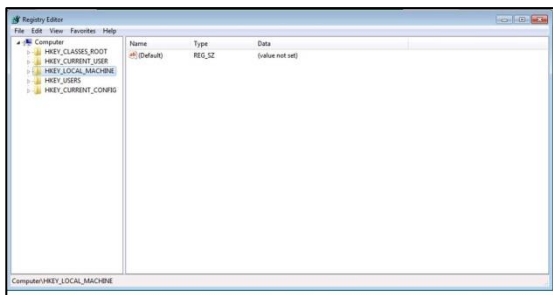 Registry Editor
File Edit View Favorites Help
Computer
HKEY_CLASSES_ROOT
HKEY_CURRENT_USER
HKEY_LOCAL_MACHINE
HKEY_USERS
HKEY_CURRENT_CONFIG
Name Type Data
(Default) REG_SZ (value not set)
Computer\HKEY_LOCAL_MACHINE